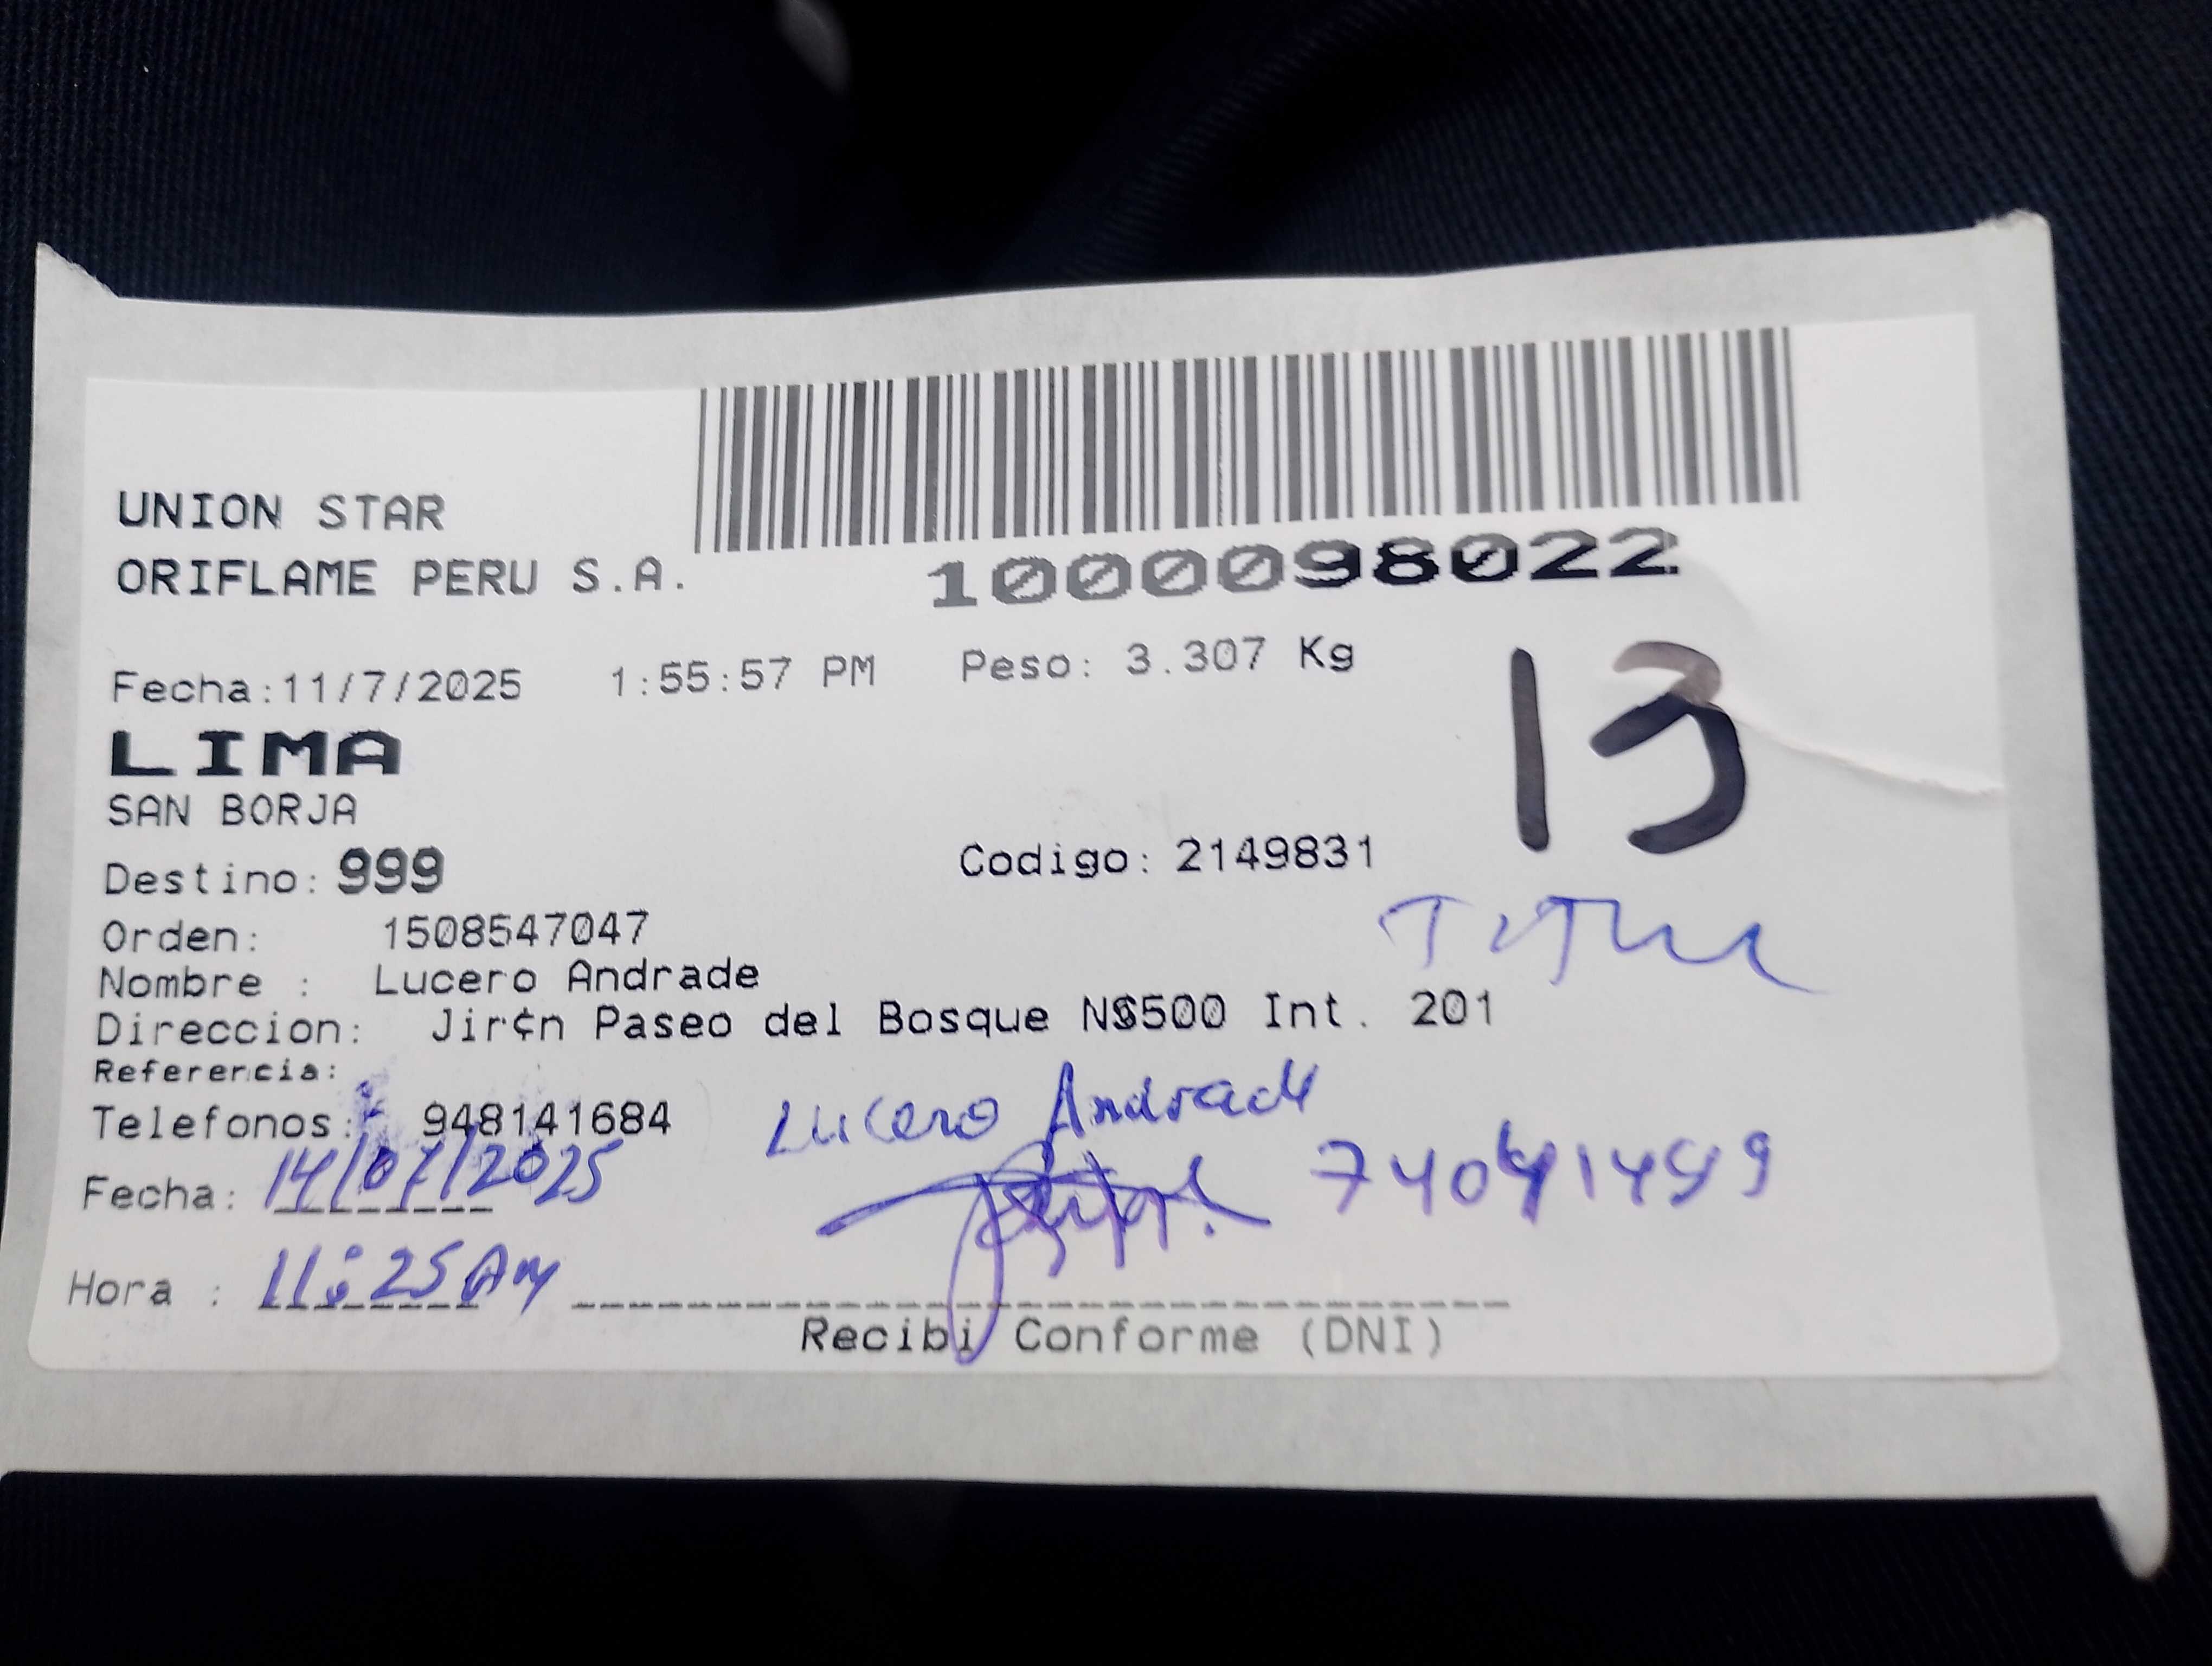 UNION STAR
ORIFLAME PERU S.A.
1000098022
Fecha:11/7/2025 1:55:57 PM Peso: 3.307 Kg
13
LIMA
SAN BORJA
Destino: 999 Codigo: 2149831
Orden: 1508547047
Nombre : Lucero Andrade
Direccion: Jir¢n Paseo del Bosque N§500 Int. 201
Referencia:
Telefonos: 948141684
Lucero Andrade
Fecha: 14/07/2025
Hora : 11:25 Am
Recibi Conforme (DNI)